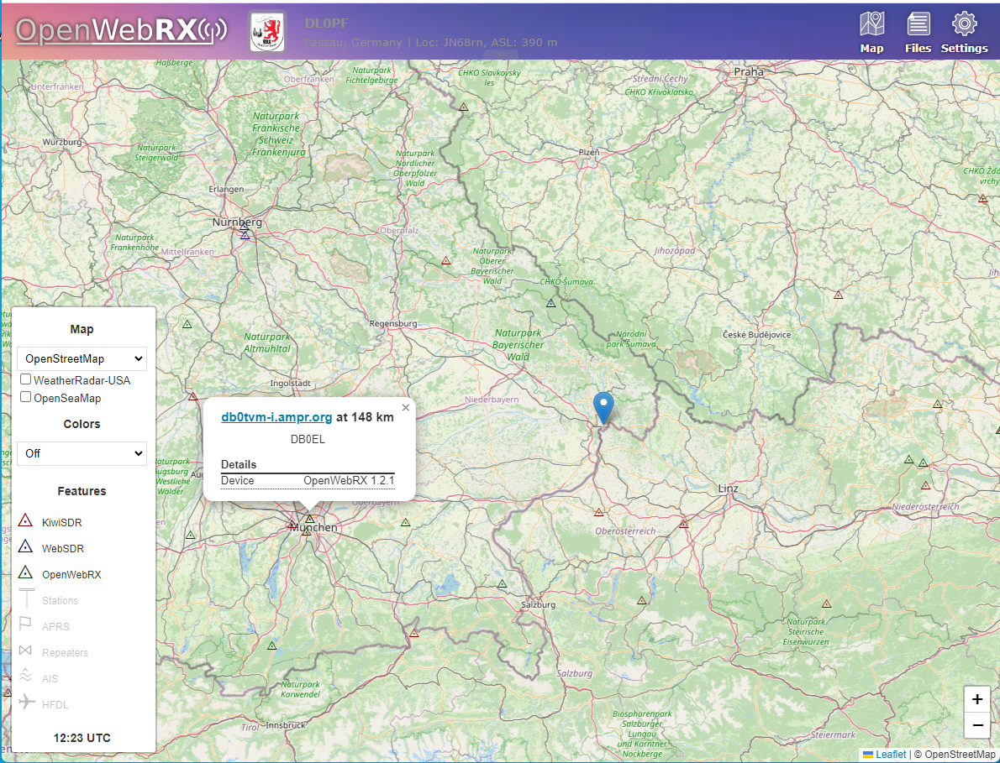 OpenWebRX
DL0PF
Passau, Germany | Loc: JN68rn, ASL: 390 m
Map
Files
Settings
Haßberge
Unterfranken
Oberfranken
Naturpark
Fichtelgebirge
CHKO Slavkovský
les
Střední Čechy
CHKO Křivoklátsko
Praha
Naturpark
Fränkische
Schweiz
Frankenjura
Würzburg
Naturpark
Steigerwald
Naturpark
Nördlicher
Oberpfälzer
Wald
Plzeň
CHKO Žďá
vrchy
Erlangen
Nürnberg
Oberpfalz
Naturpark
Frankenhöhe
Mittelfranken
Naturpark
Oberer
Bayerischer
Wald
Jihozápad
CHKO Šumava
Regensburg
Naturpark
Altmühltal
Naturpark
Bayerischer
Wald
Národní
park Šumava
České Budějovice
Ingolstadt
Niederbayern
db0tvm-i.ampr.org at 148 km
×
DB0EL
Details
Device OpenWebRX 1.2.1
Oberbayern
München
Linz
Niederösterreich
Oberösterreich
Salzburg
Naturpark
Steirische
Eisenwurzen
Salzburg
Naturpark
Karwendel
Tirol
Innsbruck
Biosphärenpark
Salzburger
Lungau
und Kärntner
Nockberge
Steiermark
Map
OpenStreetMap
WeatherRadar-USA
OpenSeaMap
Colors
Off
Features
KiwiSDR
WebSDR
OpenWebRX
Stations
APRS
Repeaters
AIS
HFDL
12:23 UTC
+
−
Leaflet | © OpenStreetMap